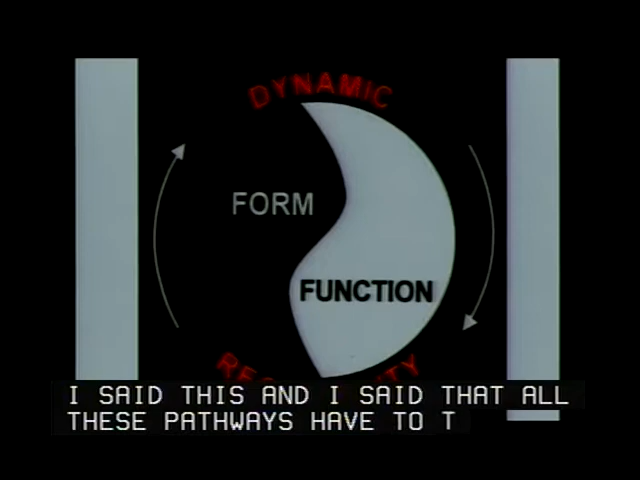 DYNAMIC
FORM
FUNCTION
I SAID THIS AND I SAID THAT ALL
THESE PATHWAYS HAVE TO T